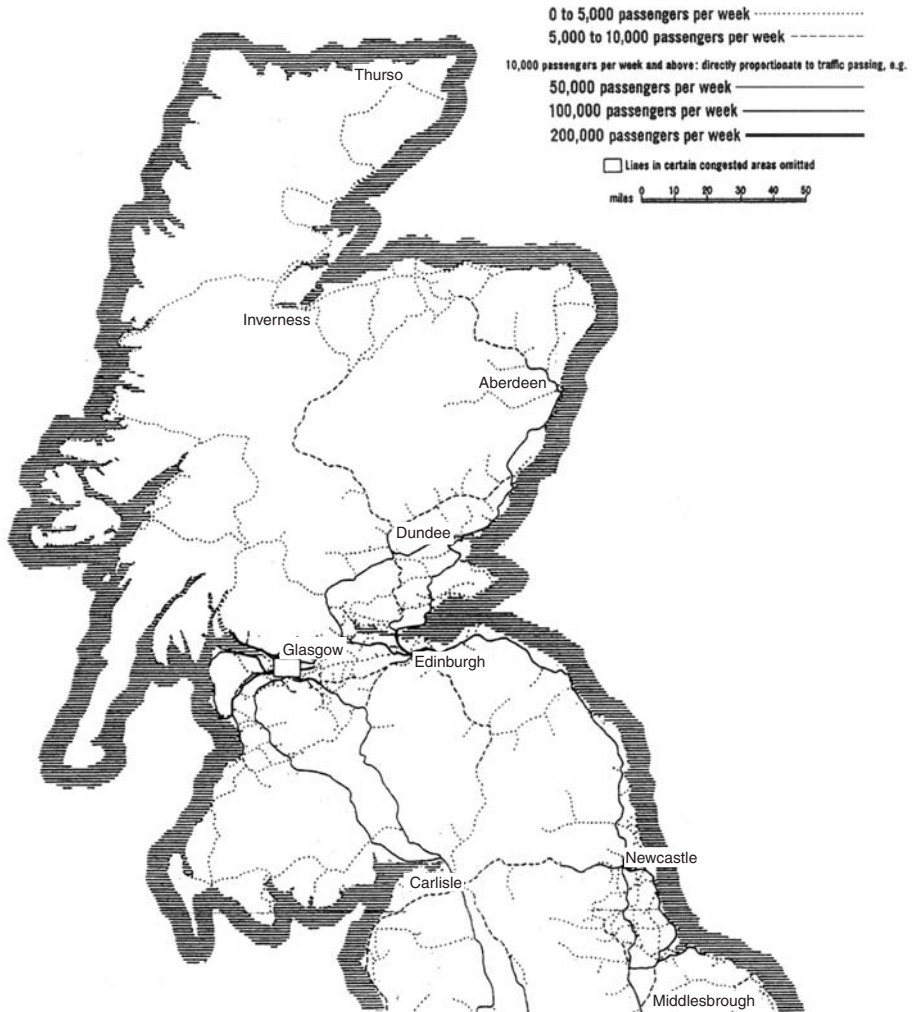 0 to 5,000 passengers per week
5,000 to 10,000 passengers per week
10,000 passengers per week and above: directly proportionate to traffic passing, e.g.
50,000 passengers per week
100,000 passengers per week
200,000 passengers per week
Lines in certain congested areas omitted
miles 0 10 20 30 40 50
Thurso
Inverness
Aberdeen
Dundee
Glasgow
Edinburgh
Newcastle
Carlisle
Middlesbrough